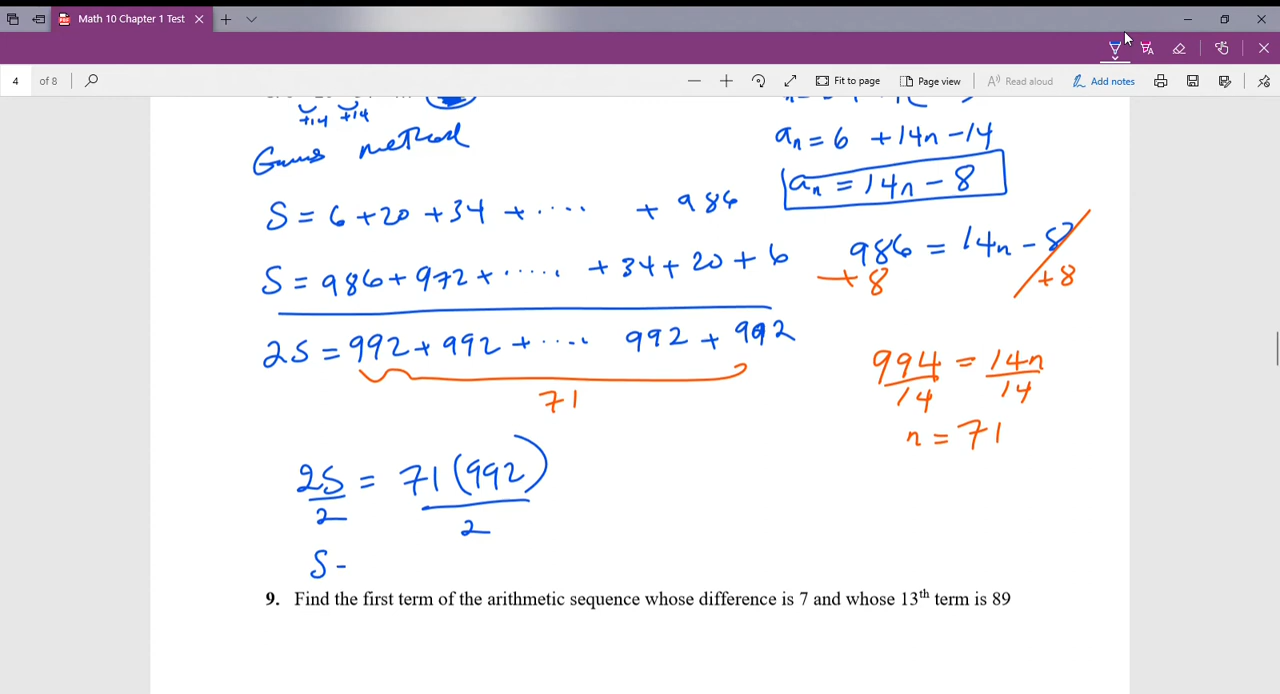 Math 10 Chapter 1 Test
4 of 8
Fit to page
Page view
Read aloud
Add notes
+14 +14
Gauss method
S = 6 + 20 + 34 + ..... + 986
S = 986 + 972 + ..... + 34 + 20 + 6
2S = 992 + 992 + .... 992 + 992
71
2S/2 = 71(992)/2
S =
an = 6 + 14n - 14
an = 14n - 8
986 = 14n - 8
+8 +8
994/14 = 14n/14
n = 71
9. Find the first term of the arithmetic sequence whose difference is 7 and whose 13th term is 89